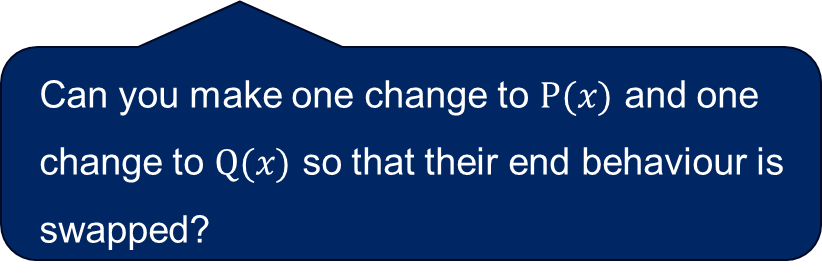 Can you make one change to P(x) and one
change to Q(x) so that their end behaviour is
swapped?